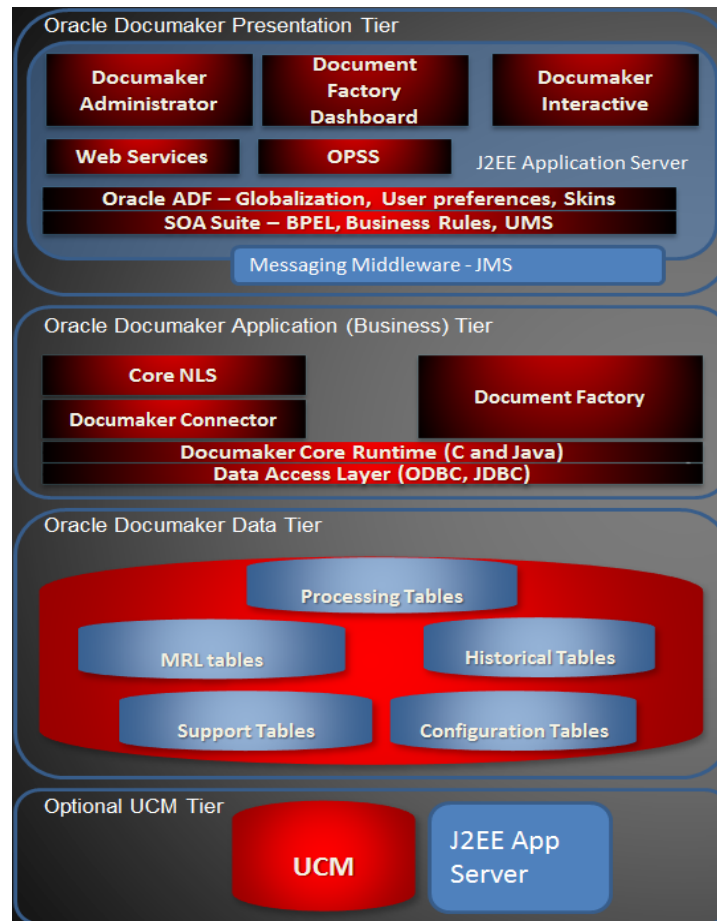 Oracle Documaker Presentation Tier
Documaker
Administrator
Document
Factory
Dashboard
Documaker
Interactive
Web Services
OPSS
J2EE Application Server
Oracle ADF – Globalization, User preferences, Skins
SOA Suite – BPEL, Business Rules, UMS
Messaging Middleware - JMS
Oracle Documaker Application (Business) Tier
Core NLS
Documaker Connector
Document Factory
Documaker Core Runtime (C and Java)
Data Access Layer (ODBC, JDBC)
Oracle Documaker Data Tier
Processing Tables
MRL tables
Historical Tables
Support Tables
Configuration Tables
Optional UCM Tier
UCM
J2EE App
Server